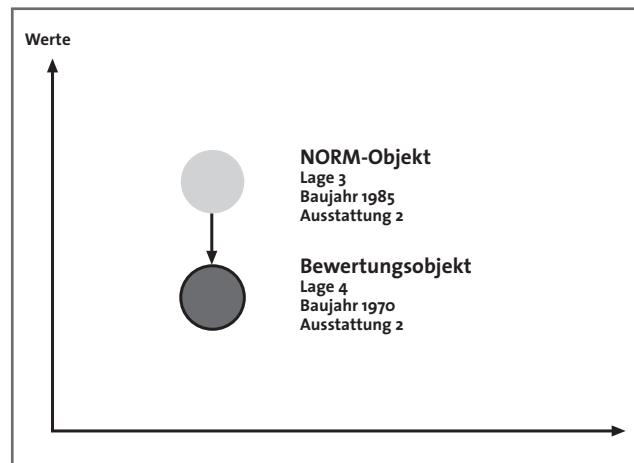 Werte
NORM-Objekt
Lage 3
Baujahr 1985
Ausstattung 2
Bewertungsobjekt
Lage 4
Baujahr 1970
Ausstattung 2